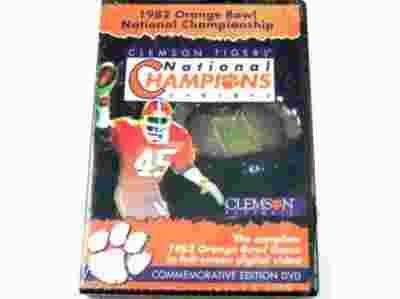 1982 Orange Bowl
National Championship
CLEMSON TIGERS
National
CHAMPIONS
45
CLEMSON
The complete
1982 Orange Bowl Game
in full-screen digital video
COMMEMORATIVE EDITION DVD